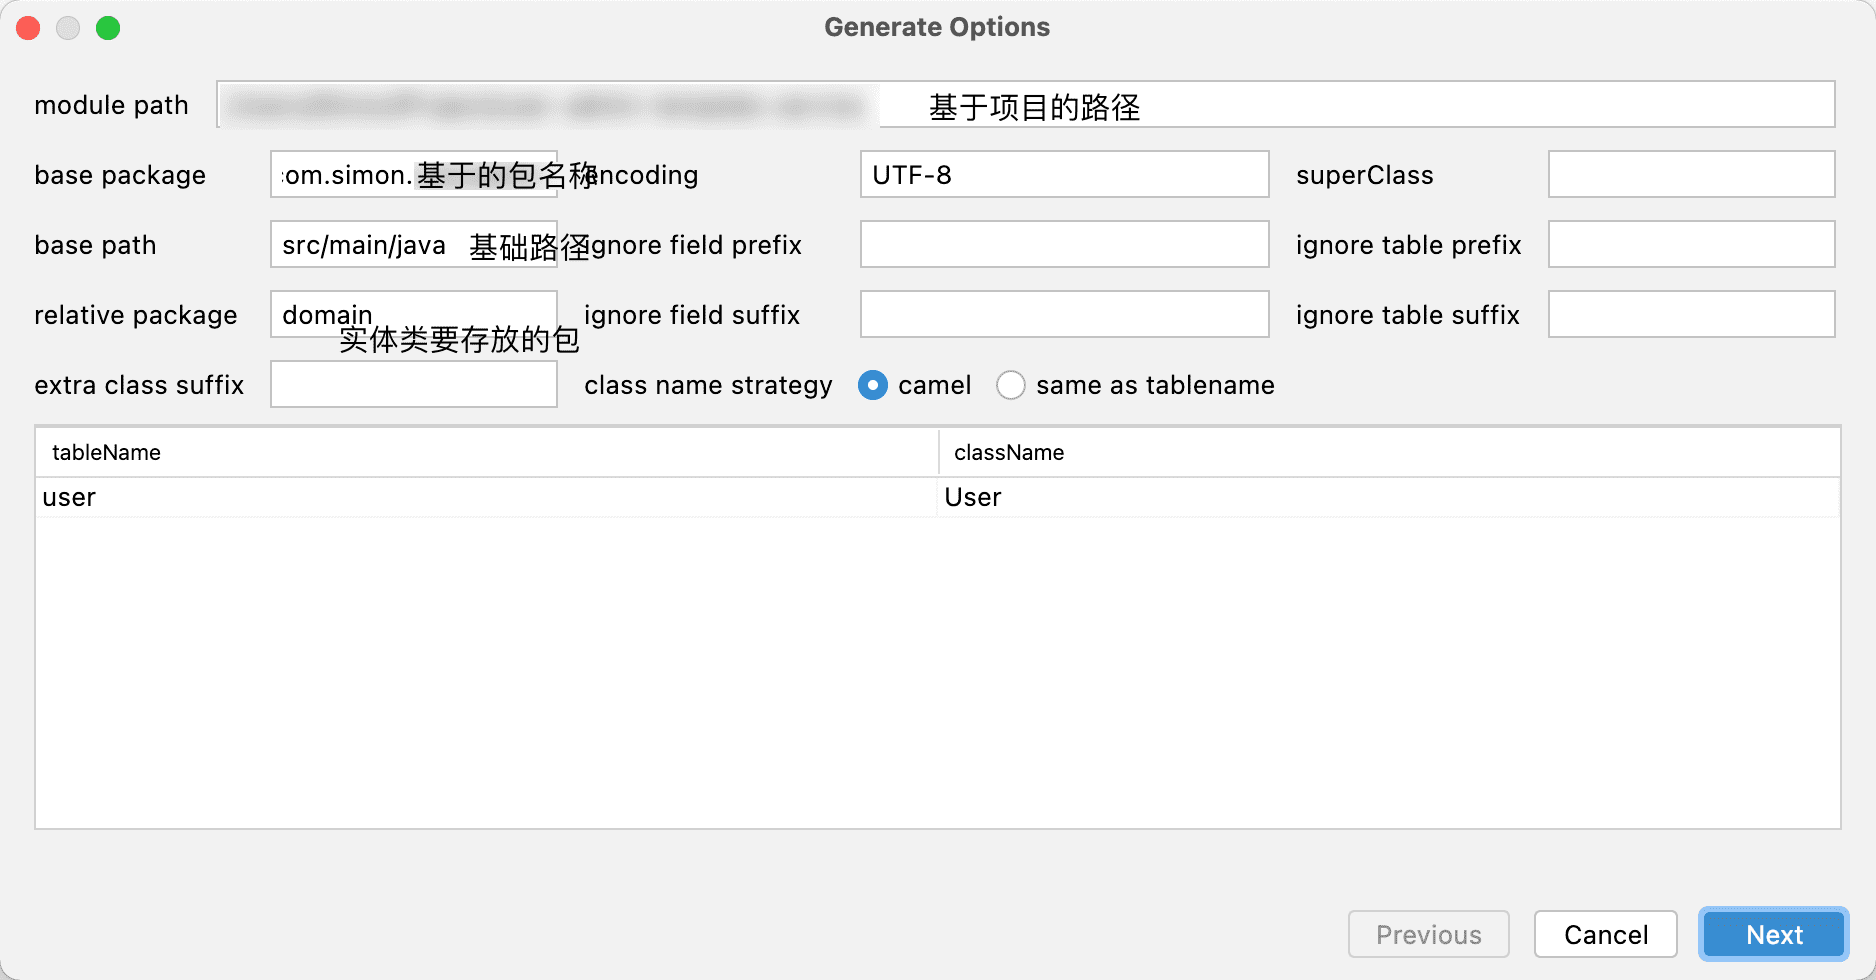 Generate Options
module path 基于项目的路径
base package com.simon.基于的包名称 encoding UTF-8 superClass
base path src/main/java 基础路径 ignore field prefix ignore table prefix
relative package domain ignore field suffix ignore table suffix
实体类要存放的包
extra class suffix class name strategy camel same as tablename
tableName className
user User
Previous Cancel Next